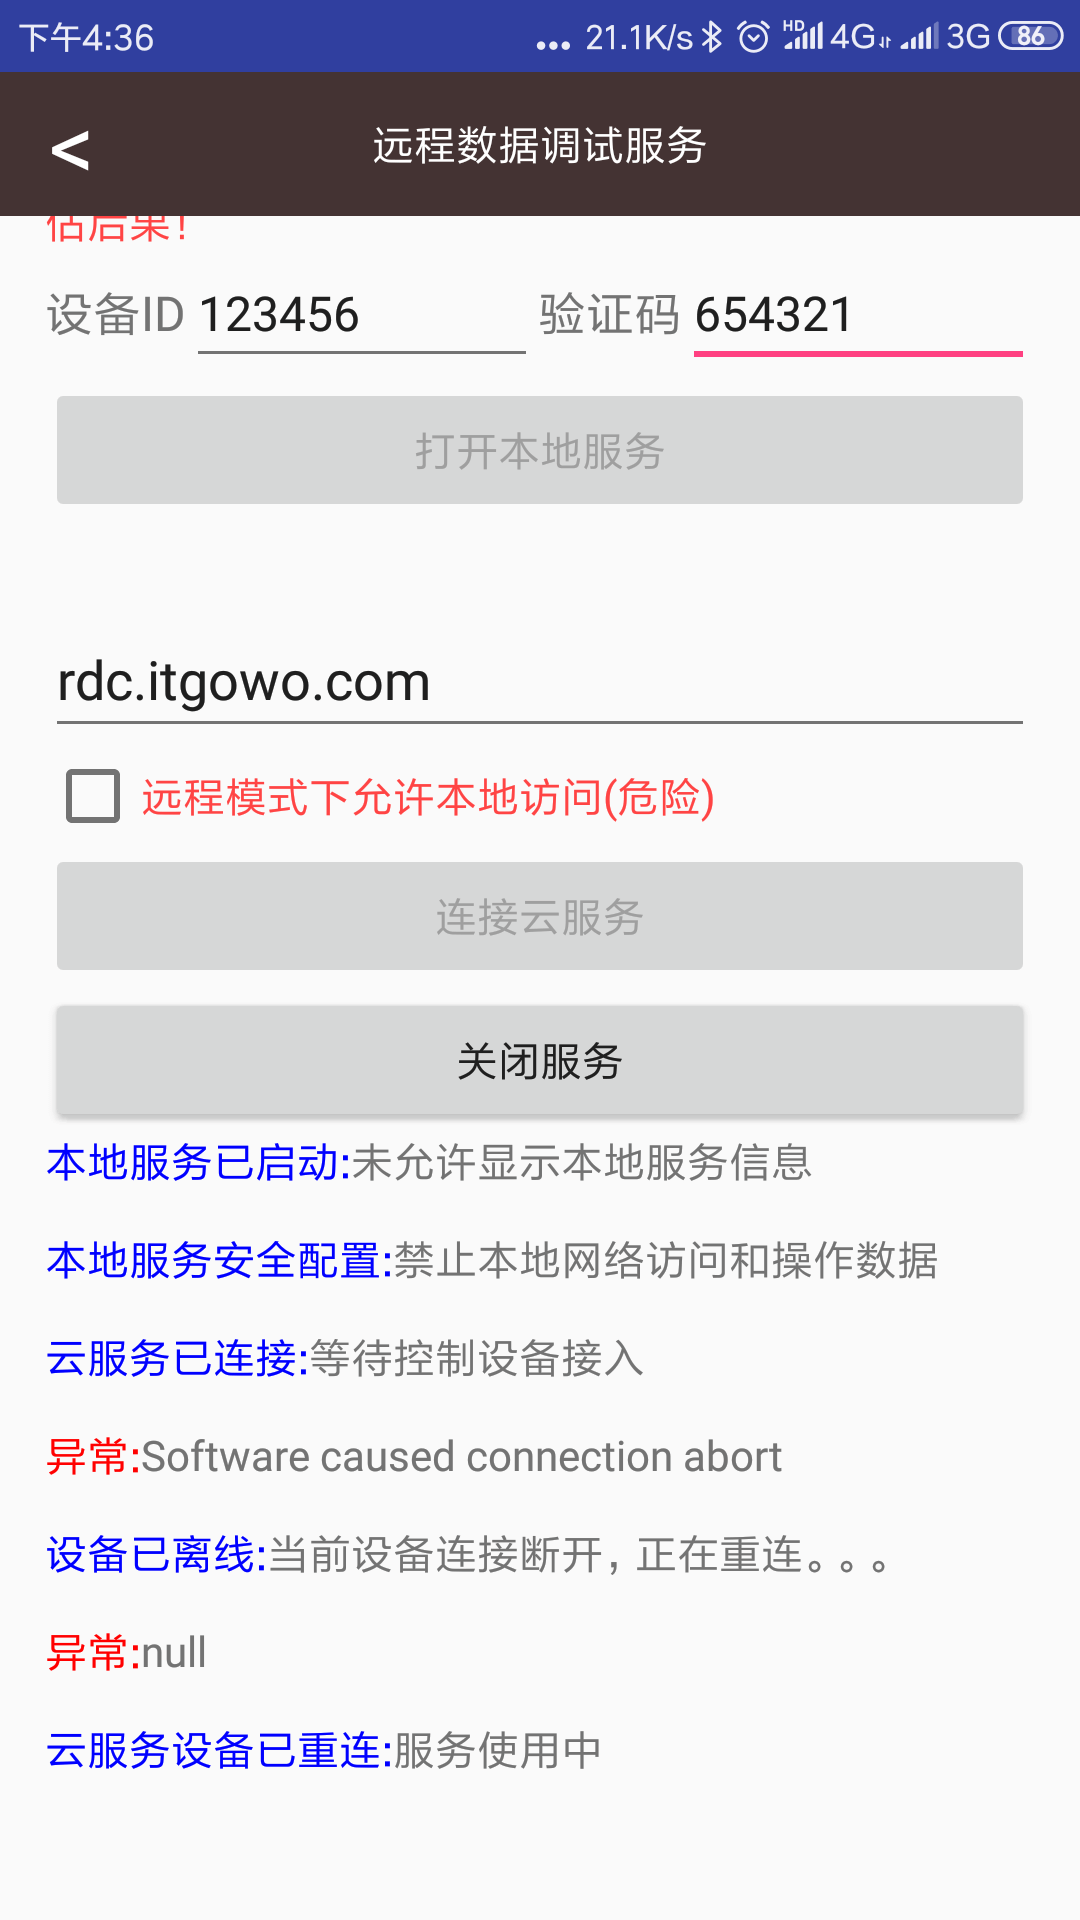 下午4:36 ... 21.1K/s HD 4G 3G 86
< 远程数据调试服务
估后果!
设备ID 123456 验证码 654321
打开本地服务
rdc.itgowo.com
远程模式下允许本地访问(危险)
连接云服务
关闭服务
本地服务已启动:未允许显示本地服务信息
本地服务安全配置:禁止本地网络访问和操作数据
云服务已连接:等待控制设备接入
异常:Software caused connection abort
设备已离线:当前设备连接断开，正在重连。。。
异常:null
云服务设备已重连:服务使用中